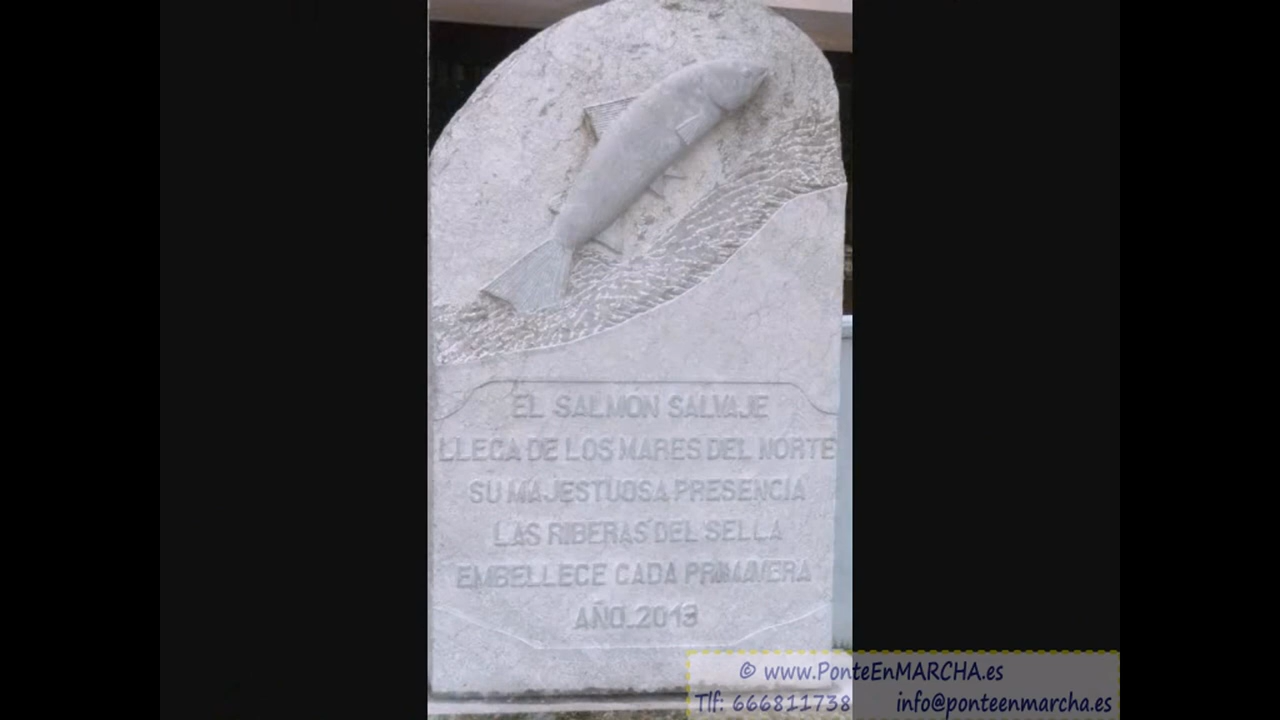 EL SALMON SALVAJE
LLEGA DE LOS MARES DEL NORTE
SU MAJESTUOSA PRESENCIA
LAS RIBERAS DEL SELLA
EMBELLECE CADA PRIMAVERA
AÑO.2013
© www.PonteEnMARCHA.es
Tlf: 666811738 info@ponteenmarcha.es